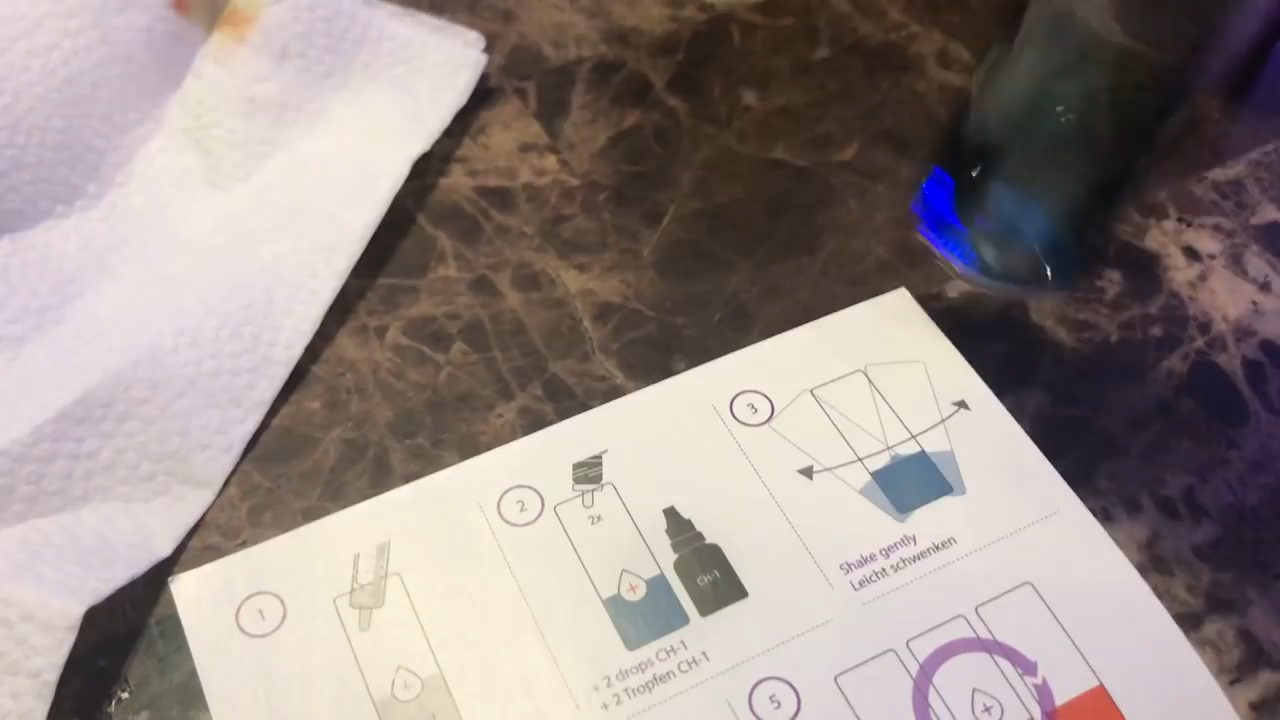 1
2
2x
CH-1
+ 2 drops CH-1
+ 2 Tropfen CH-1
3
Shake gently
Leicht schwenken
5